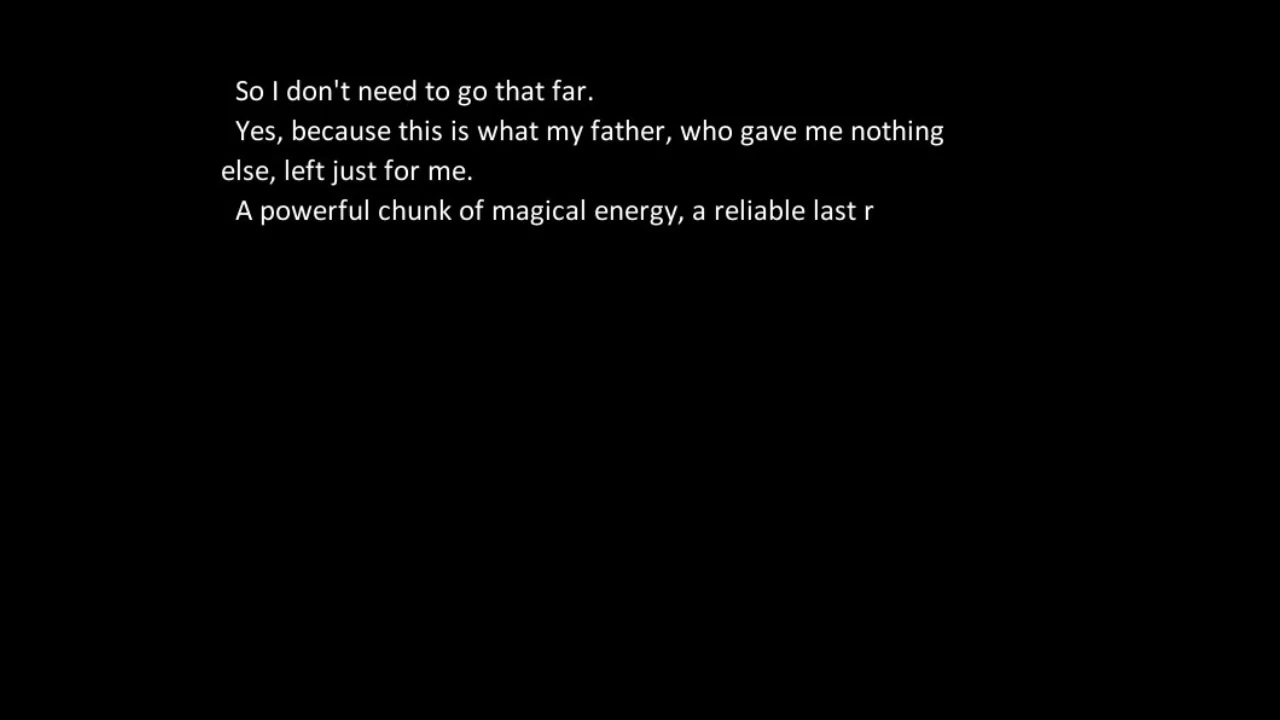 So I don't need to go that far.
Yes, because this is what my father, who gave me nothing
else, left just for me.
A powerful chunk of magical energy, a reliable last r